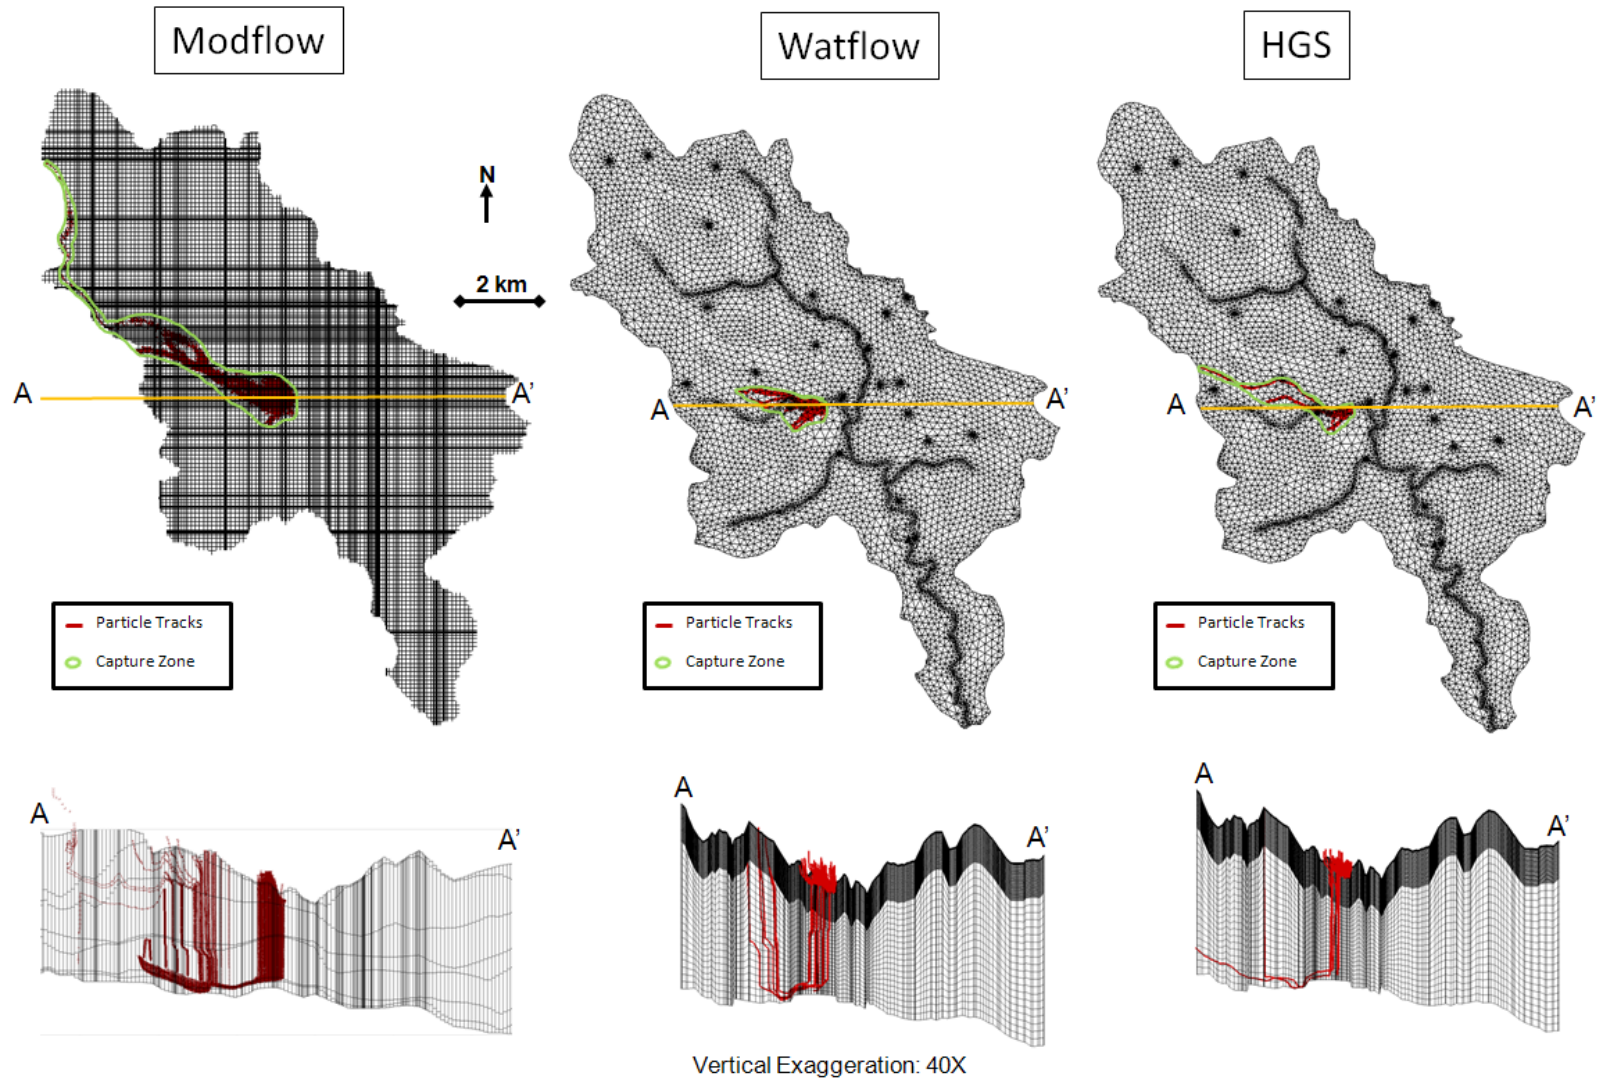 Modflow
Watflow
HGS
N
2 km
A
A’
A
A’
A
A’
Particle Tracks
Capture Zone
Particle Tracks
Capture Zone
Particle Tracks
Capture Zone
A
A’
A
A’
A
A’
Vertical Exaggeration: 40X